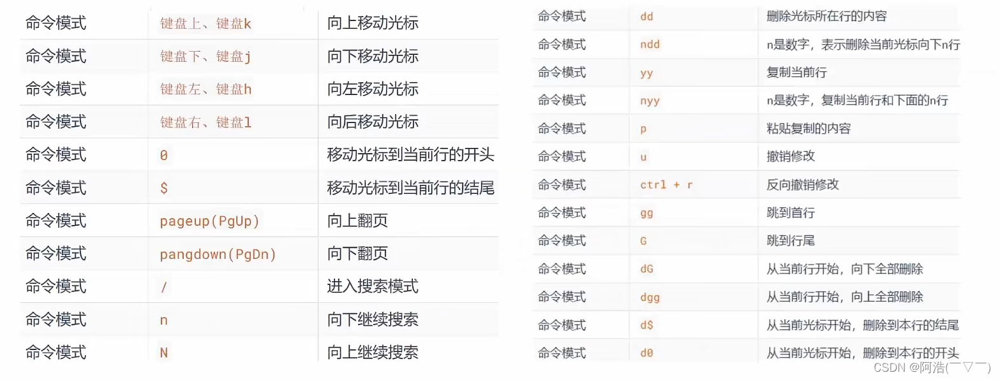 命令模式 键盘上、键盘k 向上移动光标
命令模式 键盘下、键盘j 向下移动光标
命令模式 键盘左、键盘h 向左移动光标
命令模式 键盘右、键盘l 向后移动光标
命令模式 0 移动光标到当前行的开头
命令模式 $ 移动光标到当前行的结尾
命令模式 pageup(PgUp) 向上翻页
命令模式 pangdown(PgDn) 向下翻页
命令模式 / 进入搜索模式
命令模式 n 向下继续搜索
命令模式 N 向上继续搜索
命令模式 dd 删除光标所在行的内容
命令模式 ndd n是数字，表示删除当前光标向下n行
命令模式 yy 复制当前行
命令模式 nyy n是数字，复制当前行和下面的n行
命令模式 p 粘贴复制的内容
命令模式 u 撤销修改
命令模式 ctrl + r 反向撤销修改
命令模式 gg 跳到首行
命令模式 G 跳到行尾
命令模式 dG 从当前行开始，向下全部删除
命令模式 dgg 从当前行开始，向上全部删除
命令模式 d$ 从当前光标开始，删除到本行的结尾
命令模式 d0 从当前光标开始，删除到本行的开头
CSDN @阿浩(￣▽￣)